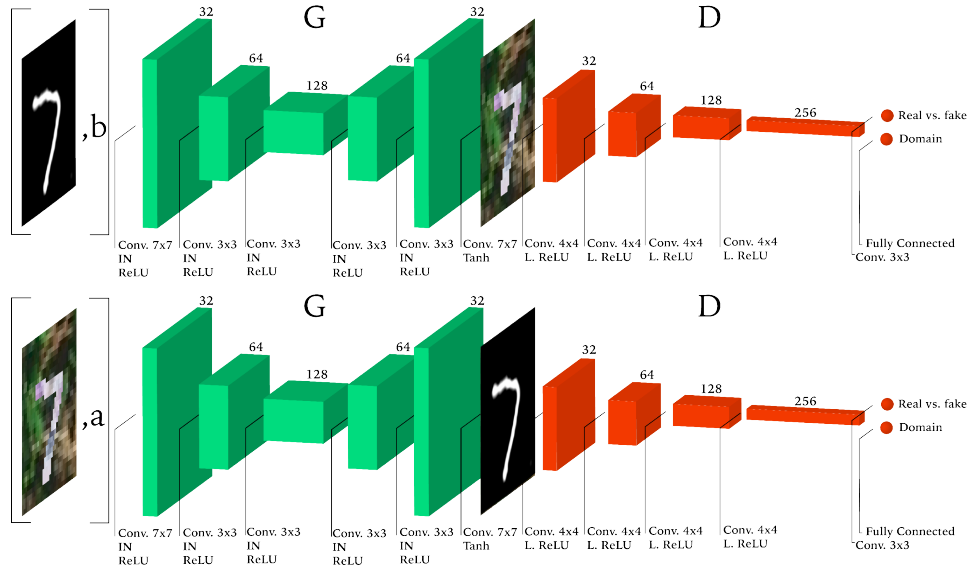 G
D
32
64
128
64
32
32
64
128
256
,b
Real vs. fake
Domain
Conv. 7x7
IN
ReLU
Conv. 3x3
IN
ReLU
Conv. 3x3
IN
ReLU
Conv. 3x3
IN
ReLU
Conv. 3x3
IN
ReLU
Conv. 7x7
Tanh
Conv. 4x4
L. ReLU
Conv. 4x4
L. ReLU
Conv. 4x4
L. ReLU
Conv. 4x4
L. ReLU
Fully Connected
Conv. 3x3
7
7
G
D
32
64
128
64
32
32
64
128
256
,a
Real vs. fake
Domain
Conv. 7x7
IN
ReLU
Conv. 3x3
IN
ReLU
Conv. 3x3
IN
ReLU
Conv. 3x3
IN
ReLU
Conv. 3x3
IN
ReLU
Conv. 7x7
Tanh
Conv. 4x4
L. ReLU
Conv. 4x4
L. ReLU
Conv. 4x4
L. ReLU
Conv. 4x4
L. ReLU
Fully Connected
Conv. 3x3
7
7